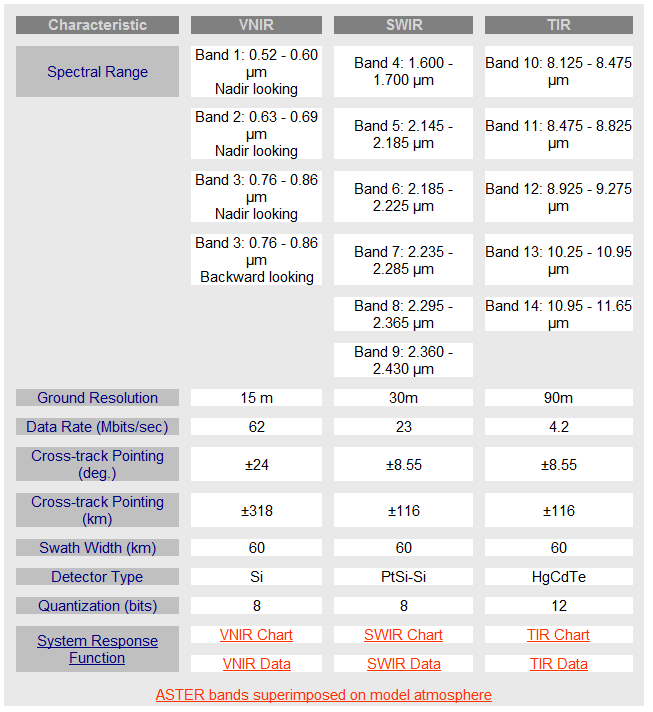 Characteristic VNIR SWIR TIR
Spectral Range
Band 1: 0.52 - 0.60
µm
Nadir looking
Band 4: 1.600 -
1.700 µm
Band 10: 8.125 - 8.475
µm
Band 2: 0.63 - 0.69
µm
Nadir looking
Band 5: 2.145 -
2.185 µm
Band 11: 8.475 - 8.825
µm
Band 3: 0.76 - 0.86
µm
Nadir looking
Band 6: 2.185 -
2.225 µm
Band 12: 8.925 - 9.275
µm
Band 3: 0.76 - 0.86
µm
Backward looking
Band 7: 2.235 -
2.285 µm
Band 13: 10.25 - 10.95
µm
Band 8: 2.295 -
2.365 µm
Band 14: 10.95 - 11.65
µm
Band 9: 2.360 -
2.430 µm
Ground Resolution 15 m 30m 90m
Data Rate (Mbits/sec) 62 23 4.2
Cross-track Pointing
(deg.)
±24 ±8.55 ±8.55
Cross-track Pointing
(km)
±318 ±116 ±116
Swath Width (km) 60 60 60
Detector Type Si PtSi-Si HgCdTe
Quantization (bits) 8 8 12
System Response
Function
VNIR Chart SWIR Chart TIR Chart
VNIR Data SWIR Data TIR Data
ASTER bands superimposed on model atmosphere